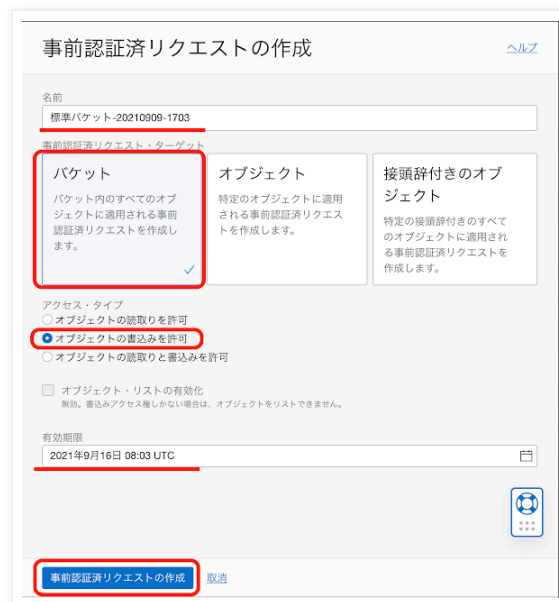 事前認証済リクエストの作成
ヘルプ
名前
標準バケット-20210909-1703
事前認証済リクエスト・ターゲット
バケット
バケット内のすべてのオブ
ジェクトに適用される事前
認証済リクエストを作成し
ます。
オブジェクト
特定のオブジェクトに適用
される事前認証済リクエス
トを作成します。
接頭辞付きのオブ
ジェクト
特定の接頭辞付きのすべて
のオブジェクトに適用され
る事前認証済リクエストを
作成します。
アクセス・タイプ
オブジェクトの読取りを許可
オブジェクトの書込みを許可
オブジェクトの読取りと書込みを許可
オブジェクト・リストの有効化
無効。書込みアクセス権しかない場合は、オブジェクトをリストできません。
有効期限
2021年9月16日 08:03 UTC
事前認証済リクエストの作成
取消